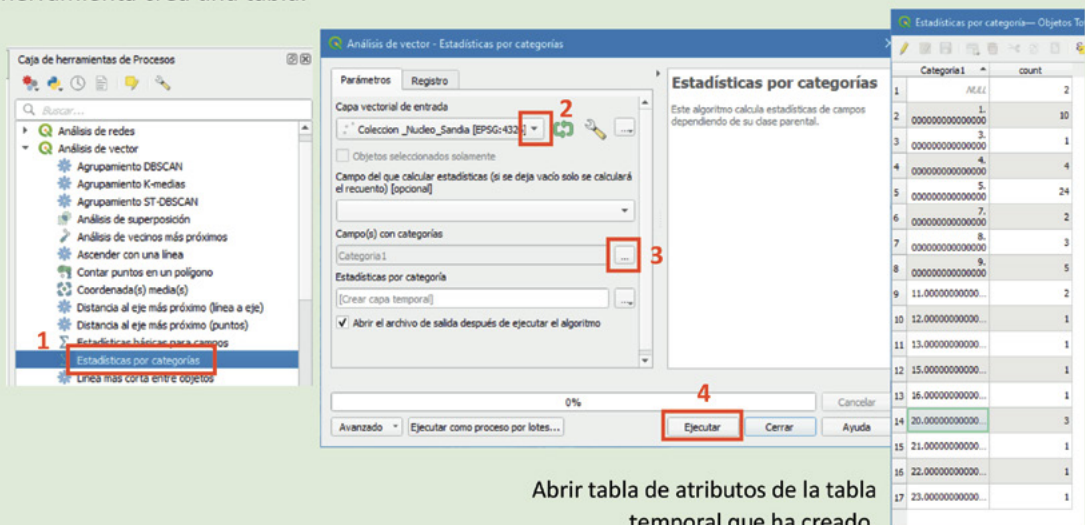 herramienta crea una tabla.
Caja de herramientas de Procesos
Buscar...
Análisis de redes
Análisis de vector
Agrupamiento DBSCAN
Agrupamiento K-medias
Agrupamiento ST-DBSCAN
Análisis de superposición
Análisis de vecinos más próximos
Ascender con una línea
Contar puntos en un polígono
Coordenada(s) media(s)
Distancia al eje más próximo (línea a eje)
Distancia al eje más próximo (puntos)
1
Estadísticas básicas para campos
Estadísticas por categorías
Línea más corta entre objetos
Análisis de vector - Estadísticas por categorías
Parámetros Registro
Capa vectorial de entrada
2
Coleccion _Nucleo_Sandia [EPSG:4326]
Objetos seleccionados solamente
Campo del que calcular estadísticas (si se deja vacío solo se calculará
el recuento) [opcional]
Campo(s) con categorías
Categoria1
...
3
Estadísticas por categoría
[Crear capa temporal]
...
Abrir el archivo de salida después de ejecutar el algoritmo
Estadísticas por categorías
Este algoritmo calcula estadísticas de campos
dependiendo de su clase parental.
0%
4
Cancelar
Avanzado Ejecutar como proceso por lotes... Ejecutar Cerrar Ayuda
Estadísticas por categoría— Objetos To
Categoria1 count
1 NULL 2
2 1.000000000000000 10
3 3.000000000000000 1
4 4.000000000000000 4
5 5.000000000000000 24
6 7.000000000000000 2
7 8.000000000000000 3
8 9.000000000000000 5
9 11.00000000000... 2
10 12.00000000000... 1
11 13.00000000000... 1
12 15.00000000000... 1
13 16.00000000000... 1
14 20.00000000000... 3
15 21.00000000000... 1
16 22.00000000000... 1
17 23.00000000000... 1
Abrir tabla de atributos de la tabla
temporal que ha creado.